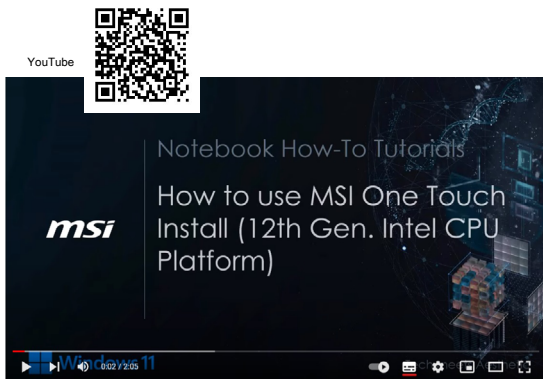 YouTube
Notebook How-To Tutorials
How to use MSI One Touch
msi
Install (12th Gen. Intel CPU
Platform)
Windows 11
0:02 / 2:05